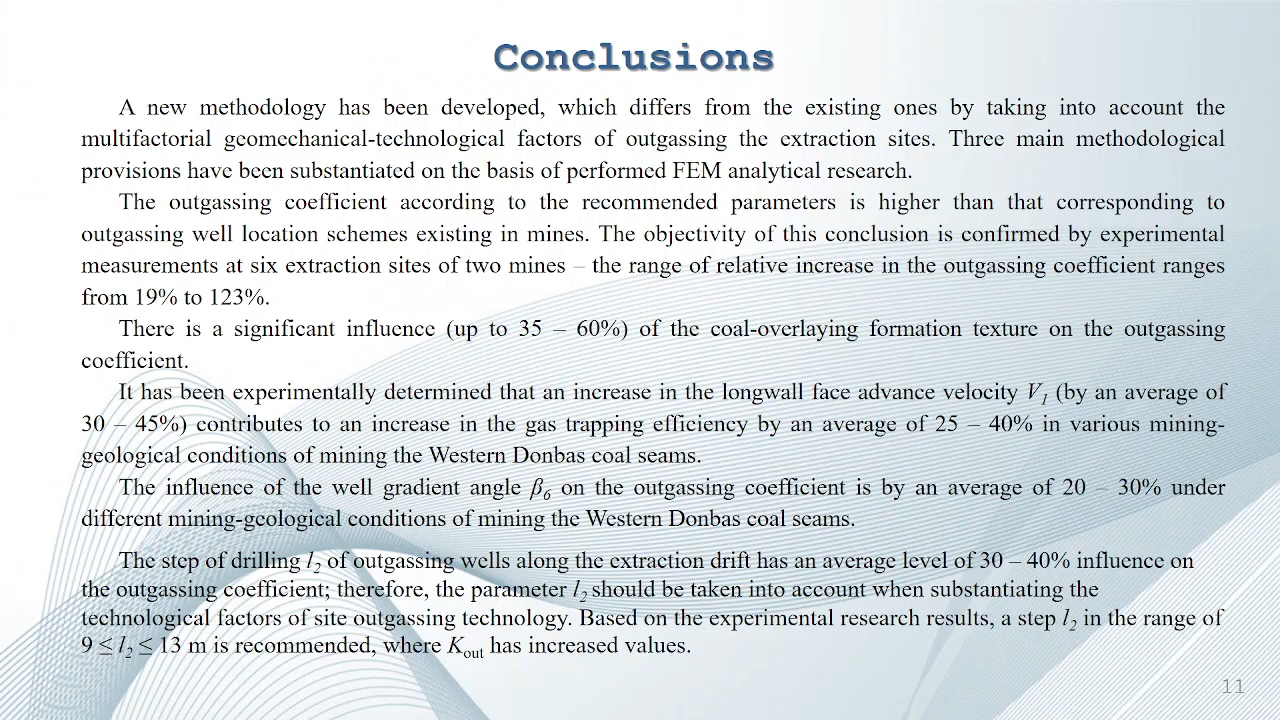 Conclusions
A new methodology has been developed, which differs from the existing ones by taking into account the
multifactorial geomechanical-technological factors of outgassing the extraction sites. Three main methodological
provisions have been substantiated on the basis of performed FEM analytical research.
The outgassing coefficient according to the recommended parameters is higher than that corresponding to
outgassing well location schemes existing in mines. The objectivity of this conclusion is confirmed by experimental
measurements at six extraction sites of two mines – the range of relative increase in the outgassing coefficient ranges
from 19% to 123%.
There is a significant influence (up to 35 – 60%) of the coal-overlaying formation texture on the outgassing
coefficient.
It has been experimentally determined that an increase in the longwall face advance velocity V₁ (by an average of
30 – 45%) contributes to an increase in the gas trapping efficiency by an average of 25 – 40% in various mining-
geological conditions of mining the Western Donbas coal seams.
The influence of the well gradient angle β₆ on the outgassing coefficient is by an average of 20 – 30% under
different mining-geological conditions of mining the Western Donbas coal seams.
The step of drilling l₂ of outgassing wells along the extraction drift has an average level of 30 – 40% influence on
the outgassing coefficient; therefore, the parameter l₂ should be taken into account when substantiating the
technological factors of site outgassing technology. Based on the experimental research results, a step l₂ in the range of
9 ≤ l₂ ≤ 13 m is recommended, where Kout has increased values.
11